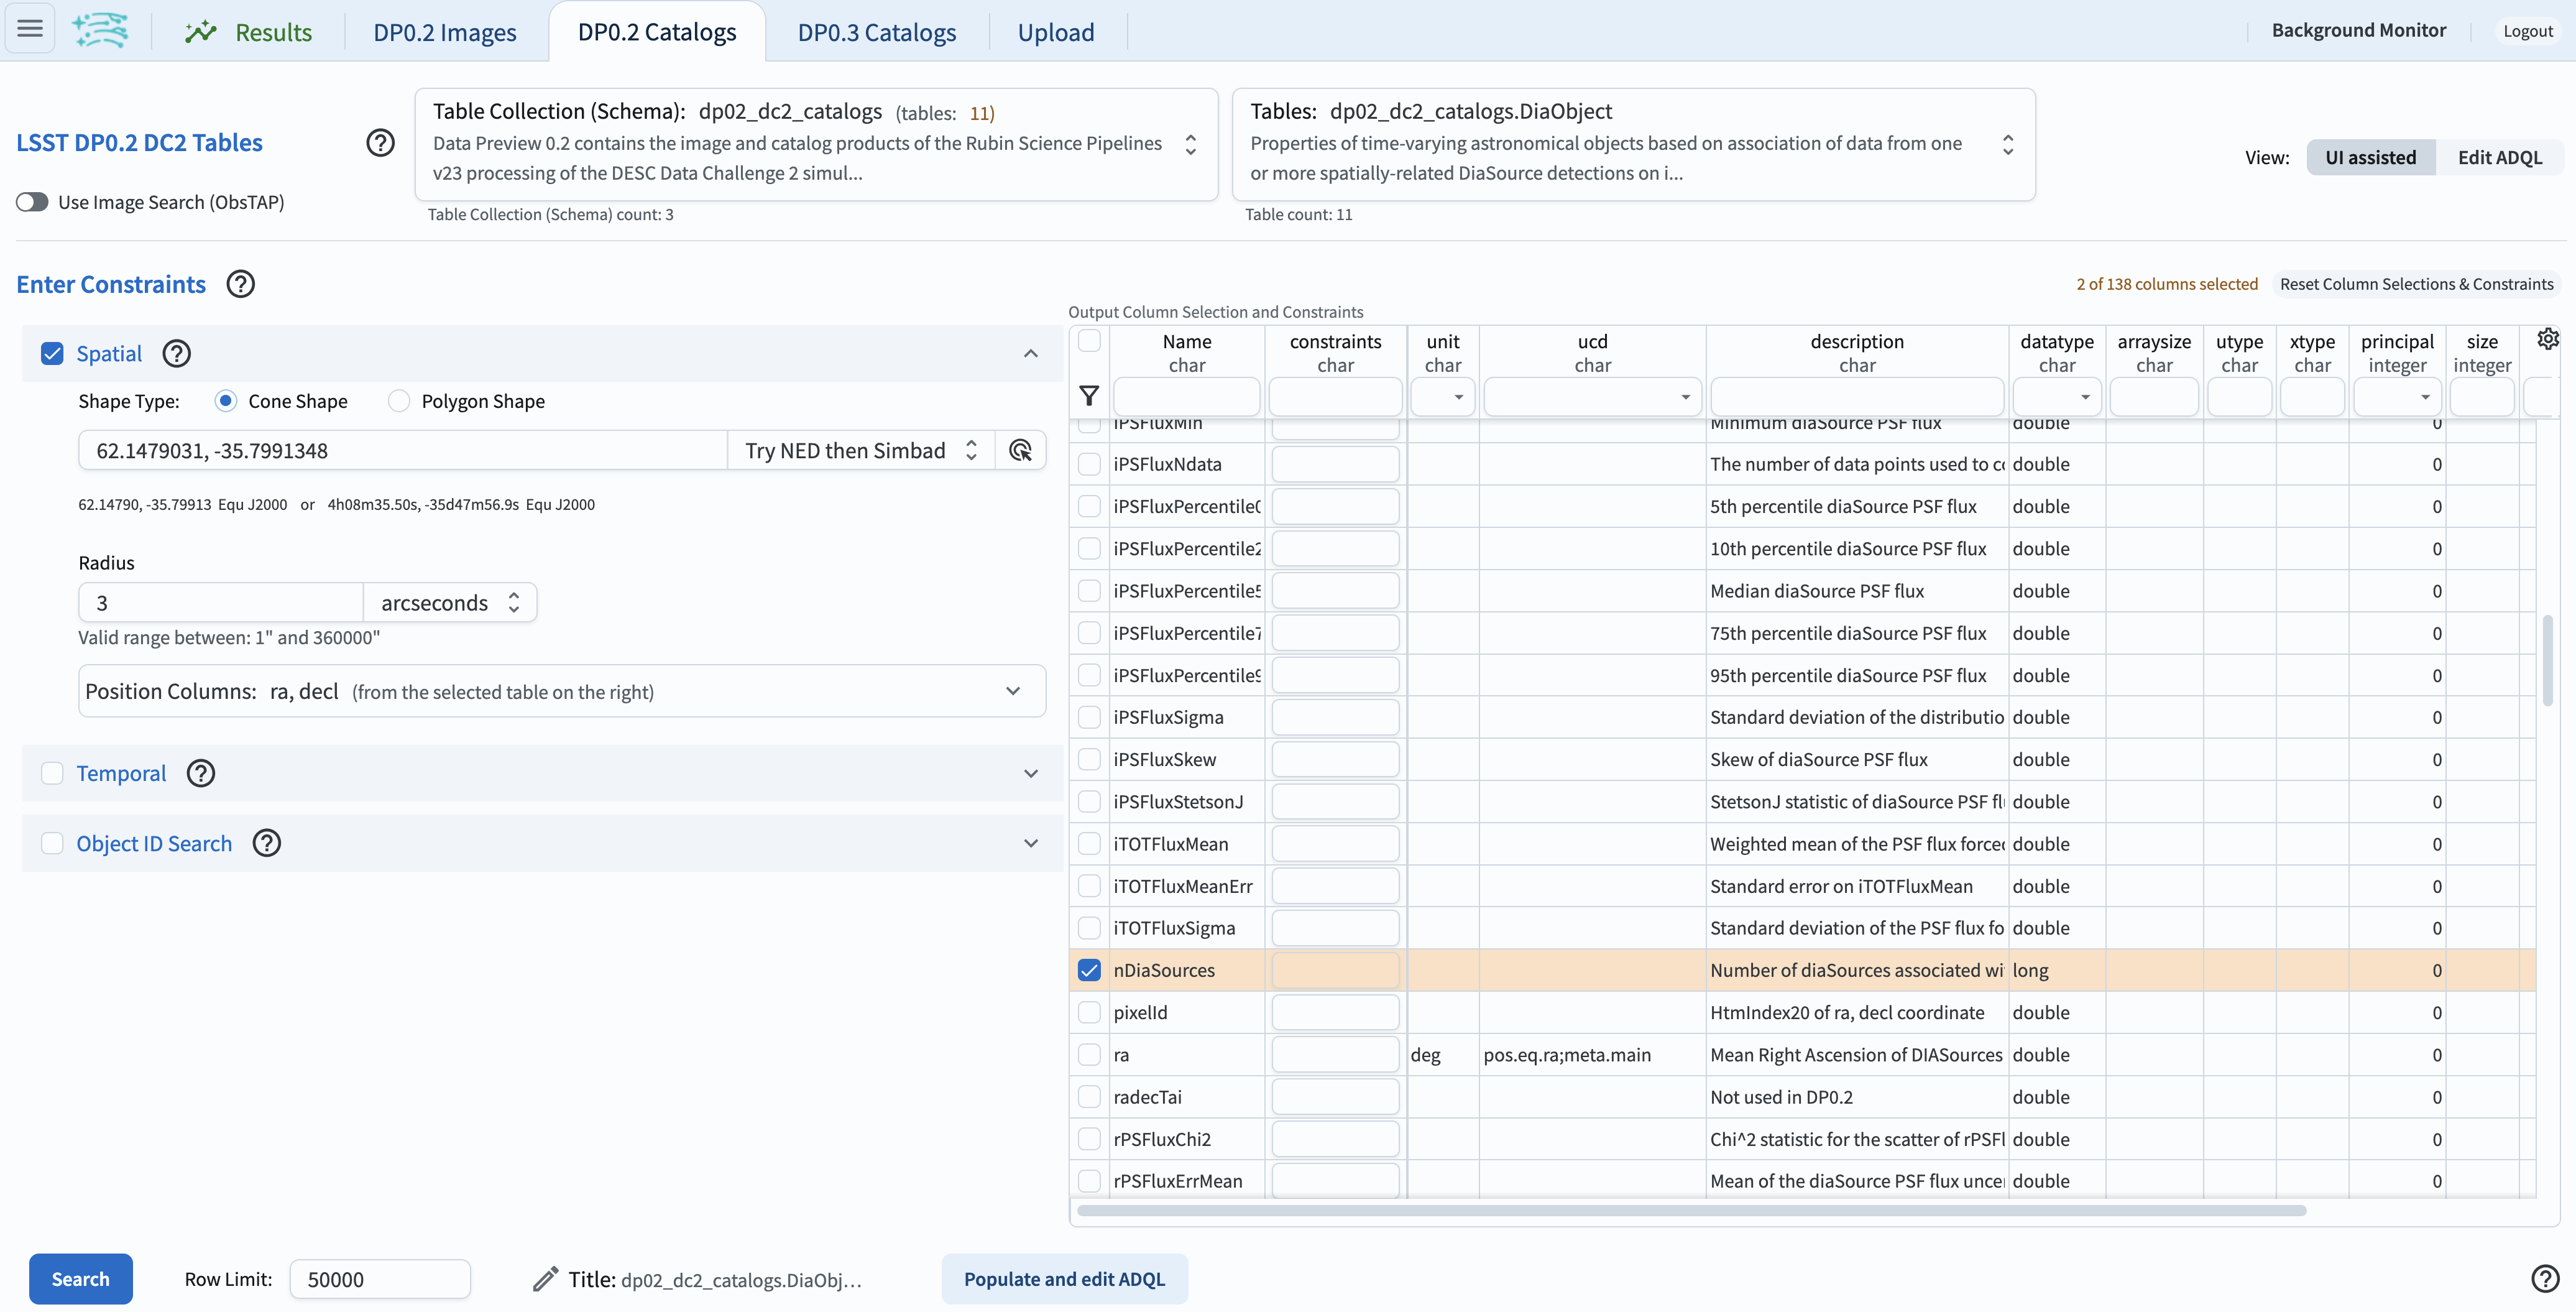 Results
DP0.2 Images
DP0.2 Catalogs
DP0.3 Catalogs
Upload
Background Monitor
Logout
LSST DP0.2 DC2 Tables
Use Image Search (ObsTAP)
Table Collection (Schema): dp02_dc2_catalogs (tables: 11)
Data Preview 0.2 contains the image and catalog products of the Rubin Science Pipelines
v23 processing of the DESC Data Challenge 2 simul...
Table Collection (Schema) count: 3
Tables: dp02_dc2_catalogs.DiaObject
Properties of time-varying astronomical objects based on association of data from one
or more spatially-related DiaSource detections on i...
Table count: 11
View: UI assisted Edit ADQL
Enter Constraints
2 of 138 columns selected
Reset Column Selections & Constraints
Spatial
Shape Type: Cone Shape Polygon Shape
62.1479031, -35.7991348 Try NED then Simbad
62.14790, -35.79913 Equ J2000 or 4h08m35.50s, -35d47m56.9s Equ J2000
Radius
3 arcseconds
Valid range between: 1" and 360000"
Position Columns: ra, decl (from the selected table on the right)
Temporal
Object ID Search
Output Column Selection and Constraints
Name constraints unit ucd description datatype arraysize utype xtype principal size
char char char char char char char char char integer integer
iPSFluxMin Minimum diaSource PSF flux double 0
iPSFluxNdata The number of data points used to co double 0
iPSFluxPercentile0 5th percentile diaSource PSF flux double 0
iPSFluxPercentile2 10th percentile diaSource PSF flux double 0
iPSFluxPercentile5 Median diaSource PSF flux double 0
iPSFluxPercentile7 75th percentile diaSource PSF flux double 0
iPSFluxPercentile9 95th percentile diaSource PSF flux double 0
iPSFluxSigma Standard deviation of the distributio double 0
iPSFluxSkew Skew of diaSource PSF flux double 0
iPSFluxStetsonJ StetsonJ statistic of diaSource PSF fl double 0
iTOTFluxMean Weighted mean of the PSF flux forced double 0
iTOTFluxMeanErr Standard error on iTOTFluxMean double 0
iTOTFluxSigma Standard deviation of the PSF flux fo double 0
nDiaSources Number of diaSources associated wi long 0
pixelId HtmIndex20 of ra, decl coordinate double 0
ra deg pos.eq.ra;meta.main Mean Right Ascension of DIASources double 0
radecTai Not used in DP0.2 double 0
rPSFluxChi2 Chi^2 statistic for the scatter of rPSFl double 0
rPSFluxErrMean Mean of the diaSource PSF flux uncer double 0
Search
Row Limit: 50000
Title: dp02_dc2_catalogs.DiaObj...
Populate and edit ADQL